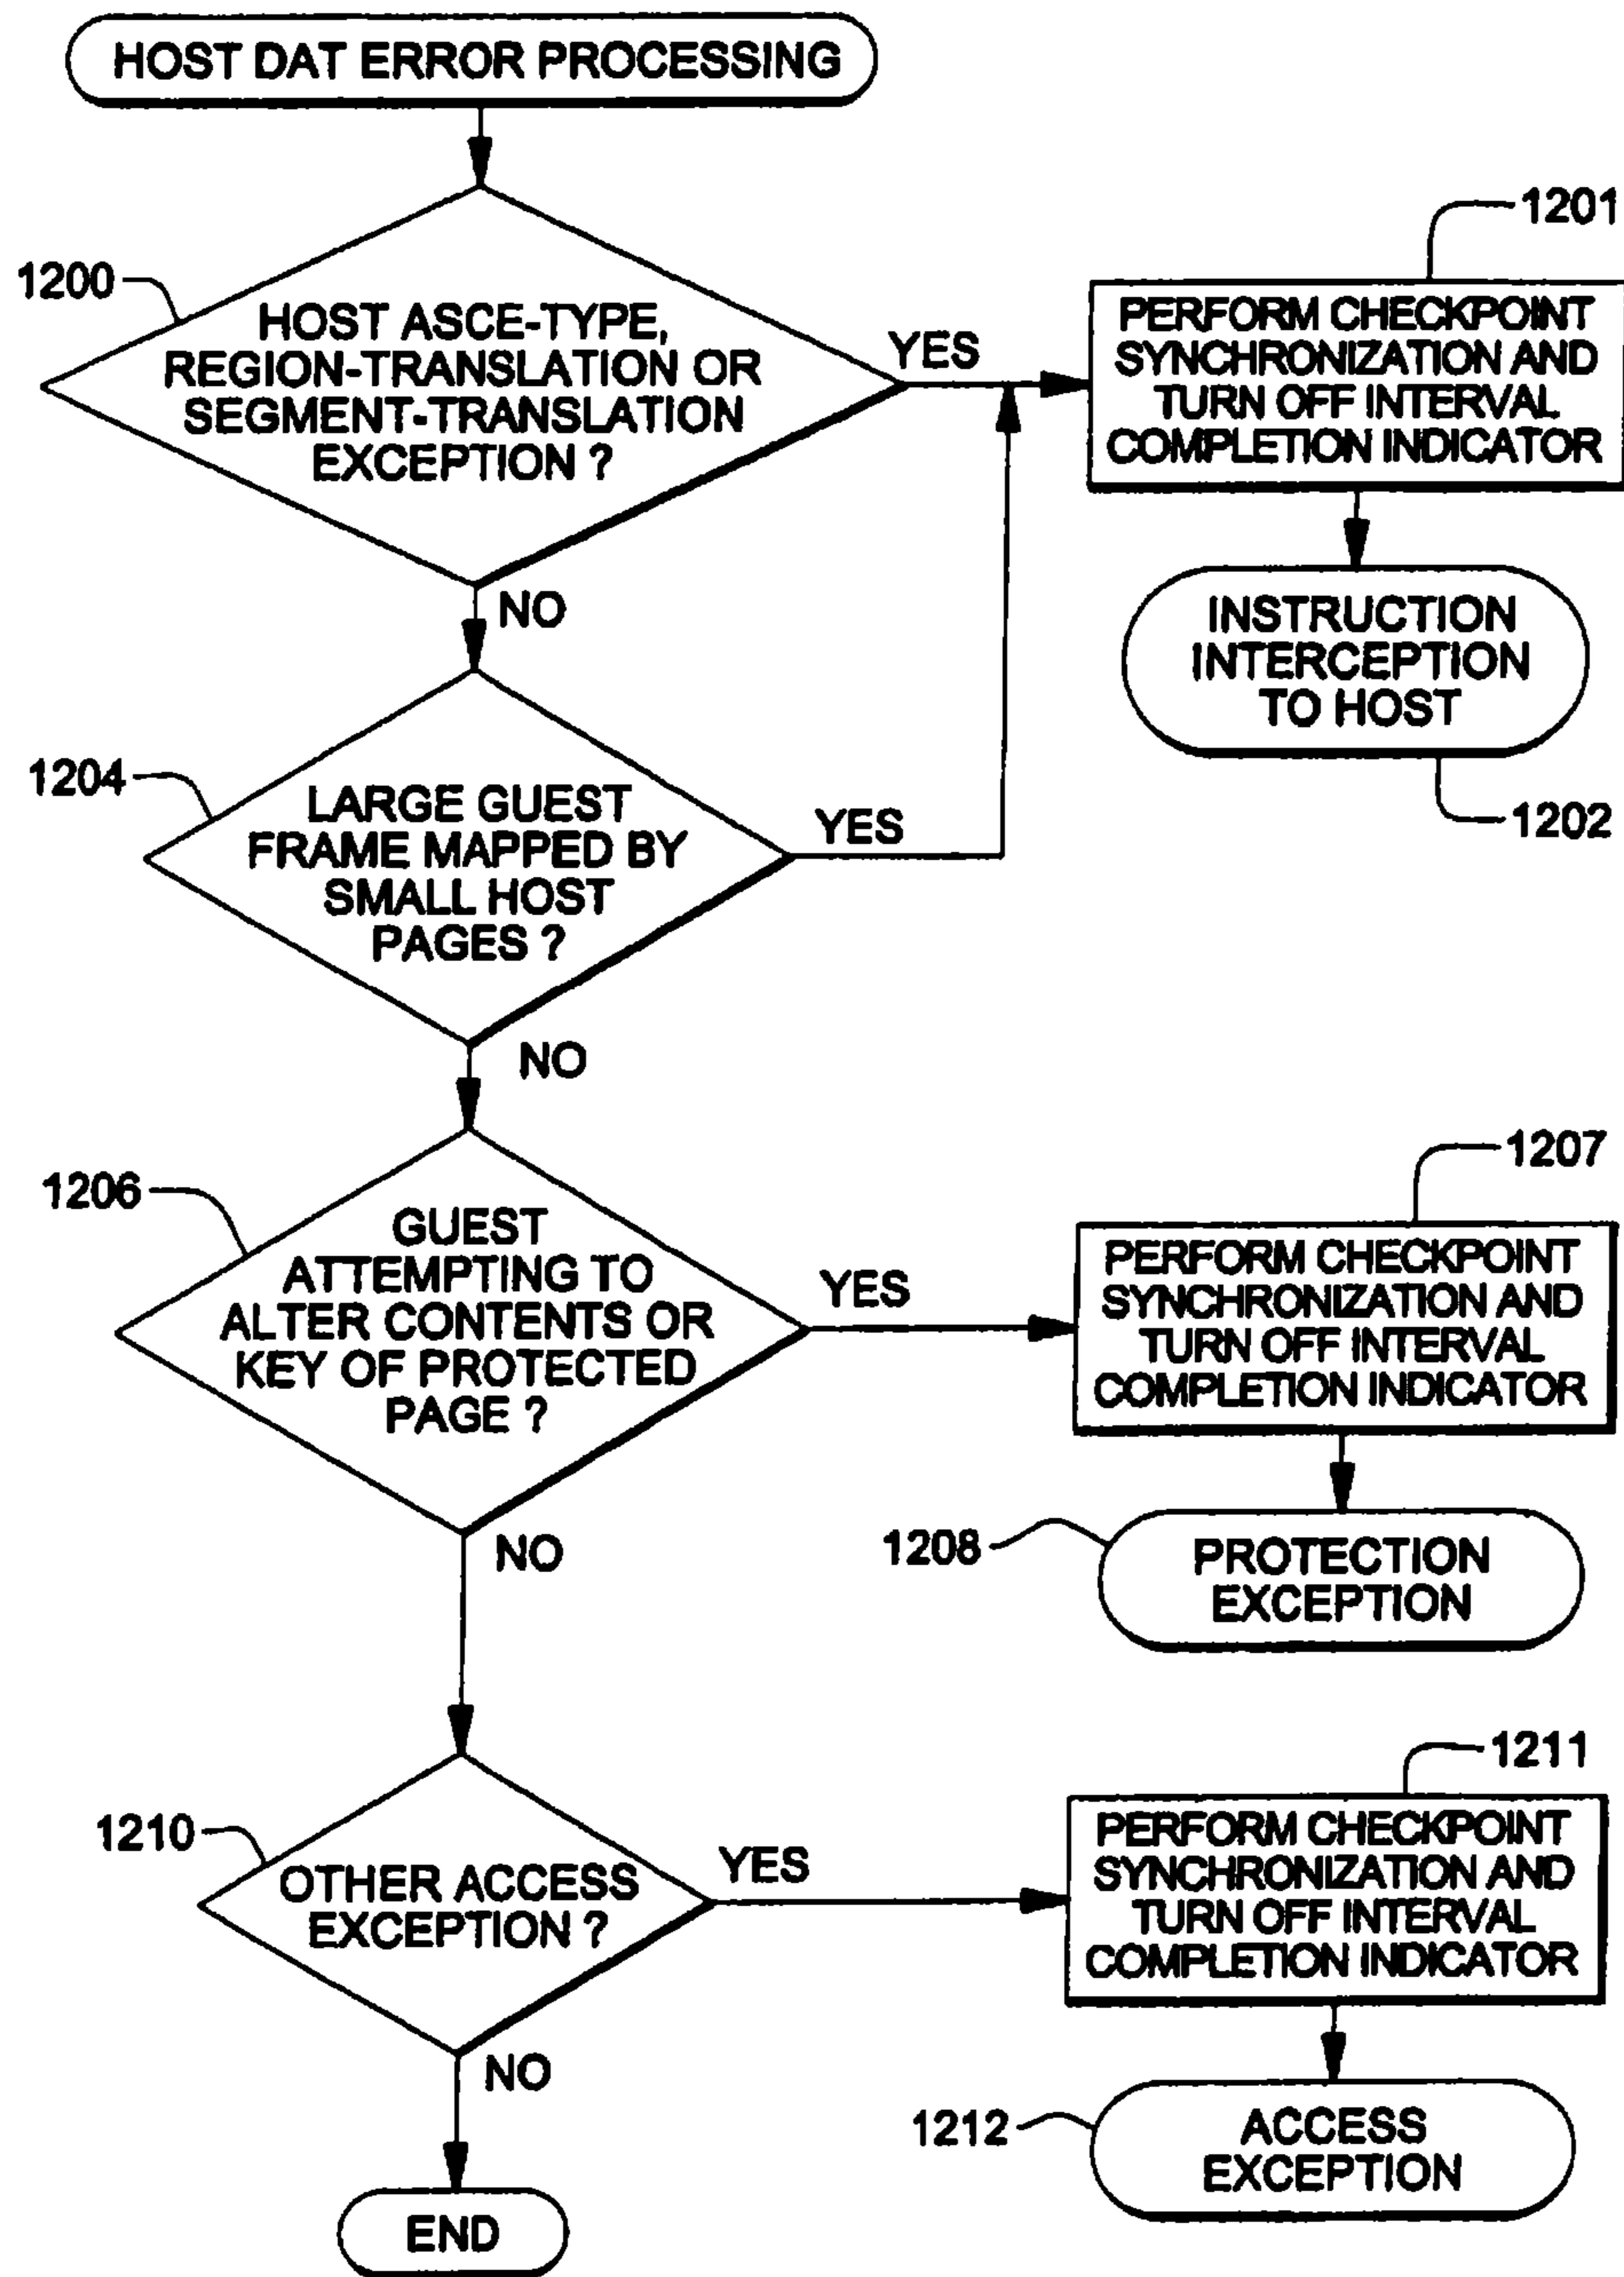 HOST DAT ERROR PROCESSING
1200
HOST ASCE-TYPE,
REGION-TRANSLATION OR
SEGMENT-TRANSLATION
EXCEPTION ?
YES
1201
PERFORM CHECKPOINT
SYNCHRONIZATION AND
TURN OFF INTERVAL
COMPLETION INDICATOR
NO
INSTRUCTION
INTERCEPTION
TO HOST
1202
1204
LARGE GUEST
FRAME MAPPED BY
SMALL HOST
PAGES ?
YES
NO
1206
GUEST
ATTEMPTING TO
ALTER CONTENTS OR
KEY OF PROTECTED
PAGE ?
YES
1207
PERFORM CHECKPOINT
SYNCHRONIZATION AND
TURN OFF INTERVAL
COMPLETION INDICATOR
NO
1208
PROTECTION
EXCEPTION
1210
OTHER ACCESS
EXCEPTION ?
YES
1211
PERFORM CHECKPOINT
SYNCHRONIZATION AND
TURN OFF INTERVAL
COMPLETION INDICATOR
NO
1212
ACCESS
EXCEPTION
END